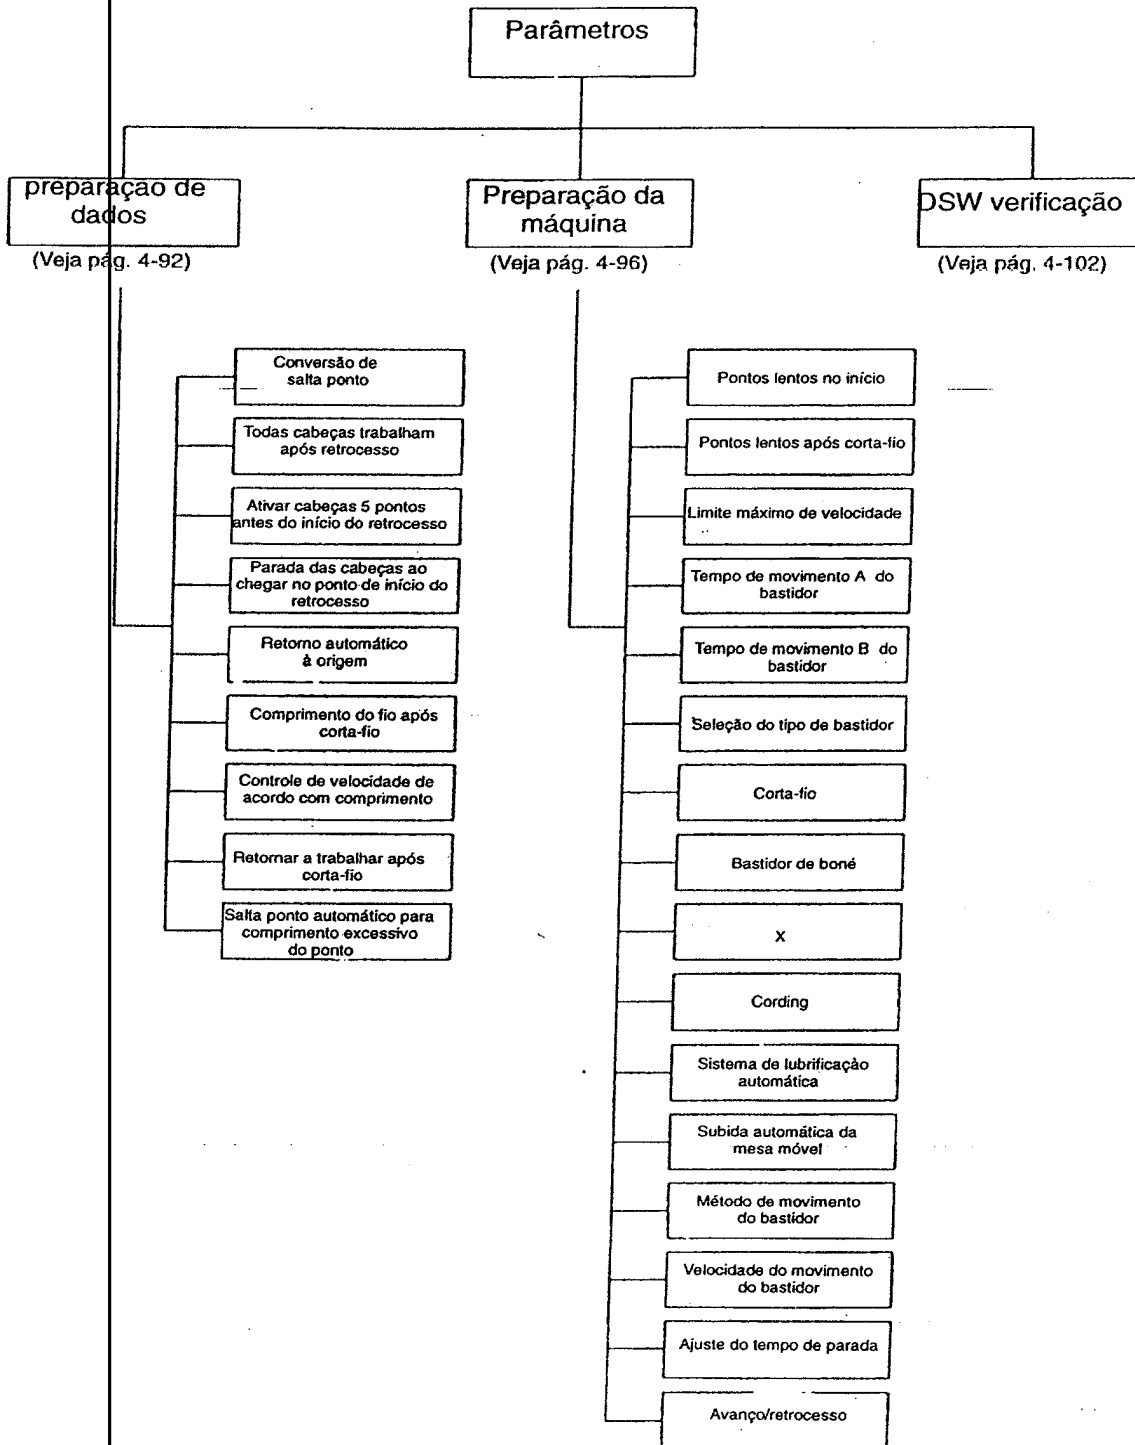 Parâmetros
preparação de
dados
(Veja pág. 4-92)
Preparação da
máquina
(Veja pág. 4-96)
DSW verificação
(Veja pág. 4-102)
Conversão de
salta ponto
Todas cabeças trabalham
após retrocesso
Ativar cabeças 5 pontos
antes do início do retrocesso
Parada das cabeças ao
chegar no ponto de início do
retrocesso
Retorno automático
à origem
Comprimento do fio após
corta-fio
Controle de velocidade de
acordo com comprimento
Retornar a trabalhar após
corta-fio
Salta ponto automático para
comprimento excessivo
do ponto
Pontos lentos no início
Pontos lentos após corta-fio
Limite máximo de velocidade
Tempo de movimento A do
bastidor
Tempo de movimento B do
bastidor
Seleção do tipo de bastidor
Corta-fio
Bastidor de boné
X
Cording
Sistema de lubrificação
automática
Subida automática da
mesa móvel
Método de movimento
do bastidor
Velocidade do movimento
do bastidor
Ajuste do tempo de parada
Avanço/retrocesso